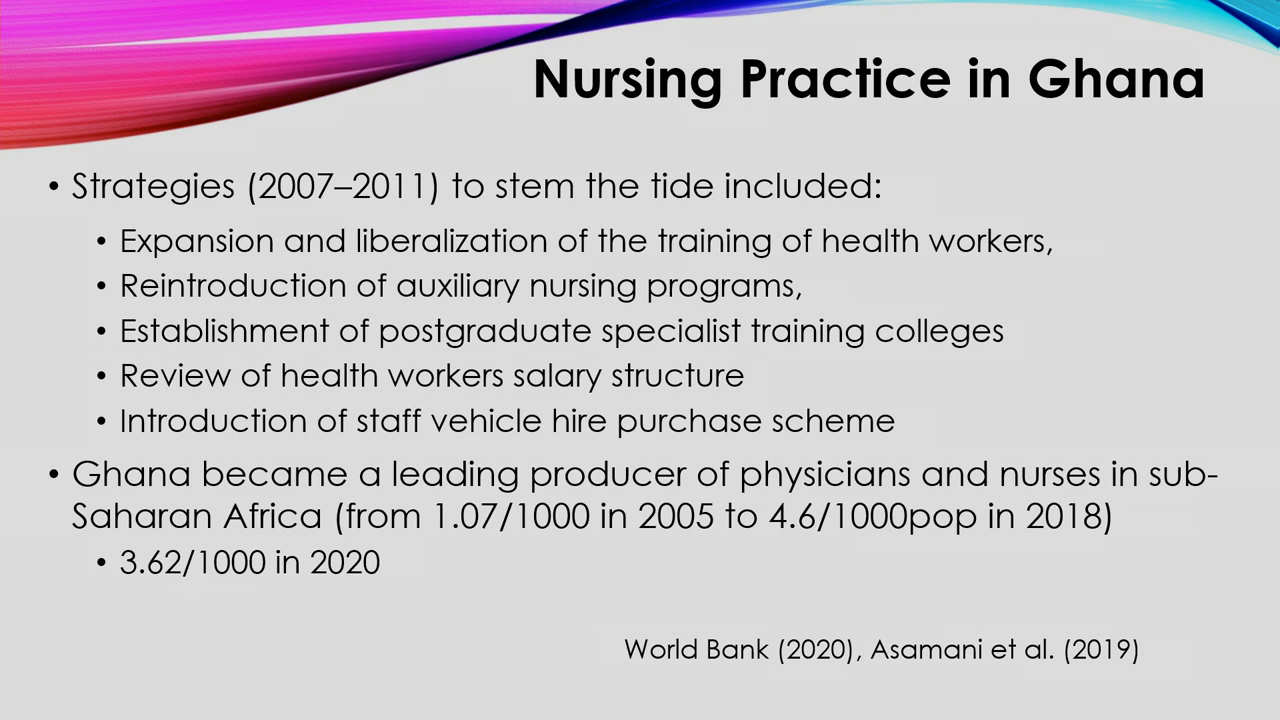 Nursing Practice in Ghana
• Strategies (2007–2011) to stem the tide included:
• Expansion and liberalization of the training of health workers,
• Reintroduction of auxiliary nursing programs,
• Establishment of postgraduate specialist training colleges
• Review of health workers salary structure
• Introduction of staff vehicle hire purchase scheme
• Ghana became a leading producer of physicians and nurses in sub-
Saharan Africa (from 1.07/1000 in 2005 to 4.6/1000pop in 2018)
• 3.62/1000 in 2020
World Bank (2020), Asamani et al. (2019)